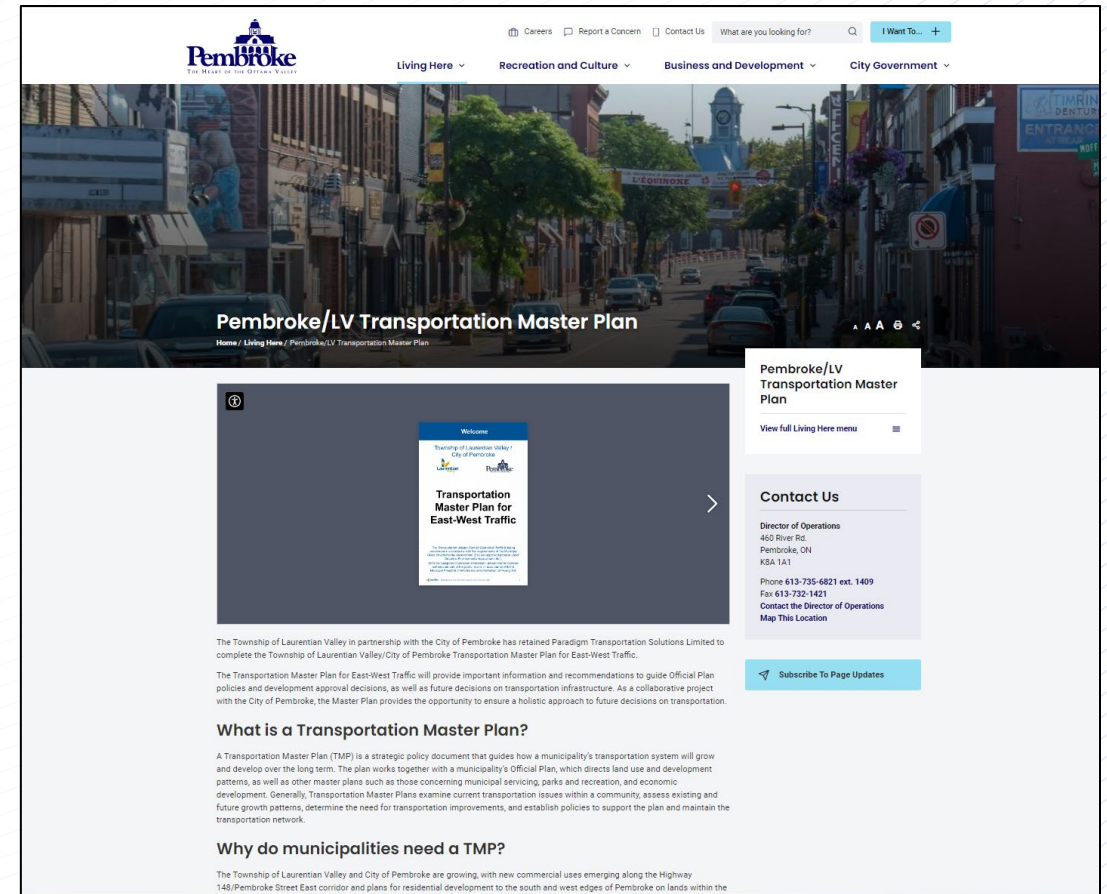 Careers
Report a Concern
Contact Us
What are you looking for?
I Want To... +
Pembroke
THE HEART OF THE OTTAWA VALLEY
Living Here
Recreation and Culture
Business and Development
City Government
L'ÉQUINOXE
TIMRIN
DENTUR
ENTRANCE
AT REAR
MOFF
Pembroke/LV Transportation Master Plan
Home / Living Here / Pembroke/LV Transportation Master Plan
A A A
Pembroke/LV
Transportation Master
Plan
View full Living Here menu
Welcome
Township of Laurentian Valley /
City of Pembroke
Laurentian
Pembroke
Transportation
Master Plan for
East-West Traffic
Contact Us
Director of Operations
460 River Rd.
Pembroke, ON
K8A 1A1
Phone 613-735-6821 ext. 1409
Fax 613-732-1421
Contact the Director of Operations
Map This Location
Subscribe To Page Updates
The Township of Laurentian Valley in partnership with the City of Pembroke has retained Paradigm Transportation Solutions Limited to
complete the Township of Laurentian Valley/City of Pembroke Transportation Master Plan for East-West Traffic.
The Transportation Master Plan for East-West Traffic will provide important information and recommendations to guide Official Plan
policies and development approval decisions, as well as future decisions on transportation infrastructure. As a collaborative project
with the City of Pembroke, the Master Plan provides the opportunity to ensure a holistic approach to future decisions on transportation.
What is a Transportation Master Plan?
A Transportation Master Plan (TMP) is a strategic policy document that guides how a municipality's transportation system will grow
and develop over the long term. The plan works together with a municipality's Official Plan, which directs land use and development
patterns, as well as other master plans such as those concerning municipal servicing, parks and recreation, and economic
development. Generally, Transportation Master Plans examine current transportation issues within a community, assess existing and
future growth patterns, determine the need for transportation improvements, and establish policies to support the plan and maintain the
transportation network.
Why do municipalities need a TMP?
The Township of Laurentian Valley and City of Pembroke are growing, with new commercial uses emerging along the Highway
148/Pembroke Street East corridor and plans for residential development to the south and west edges of Pembroke on lands within the